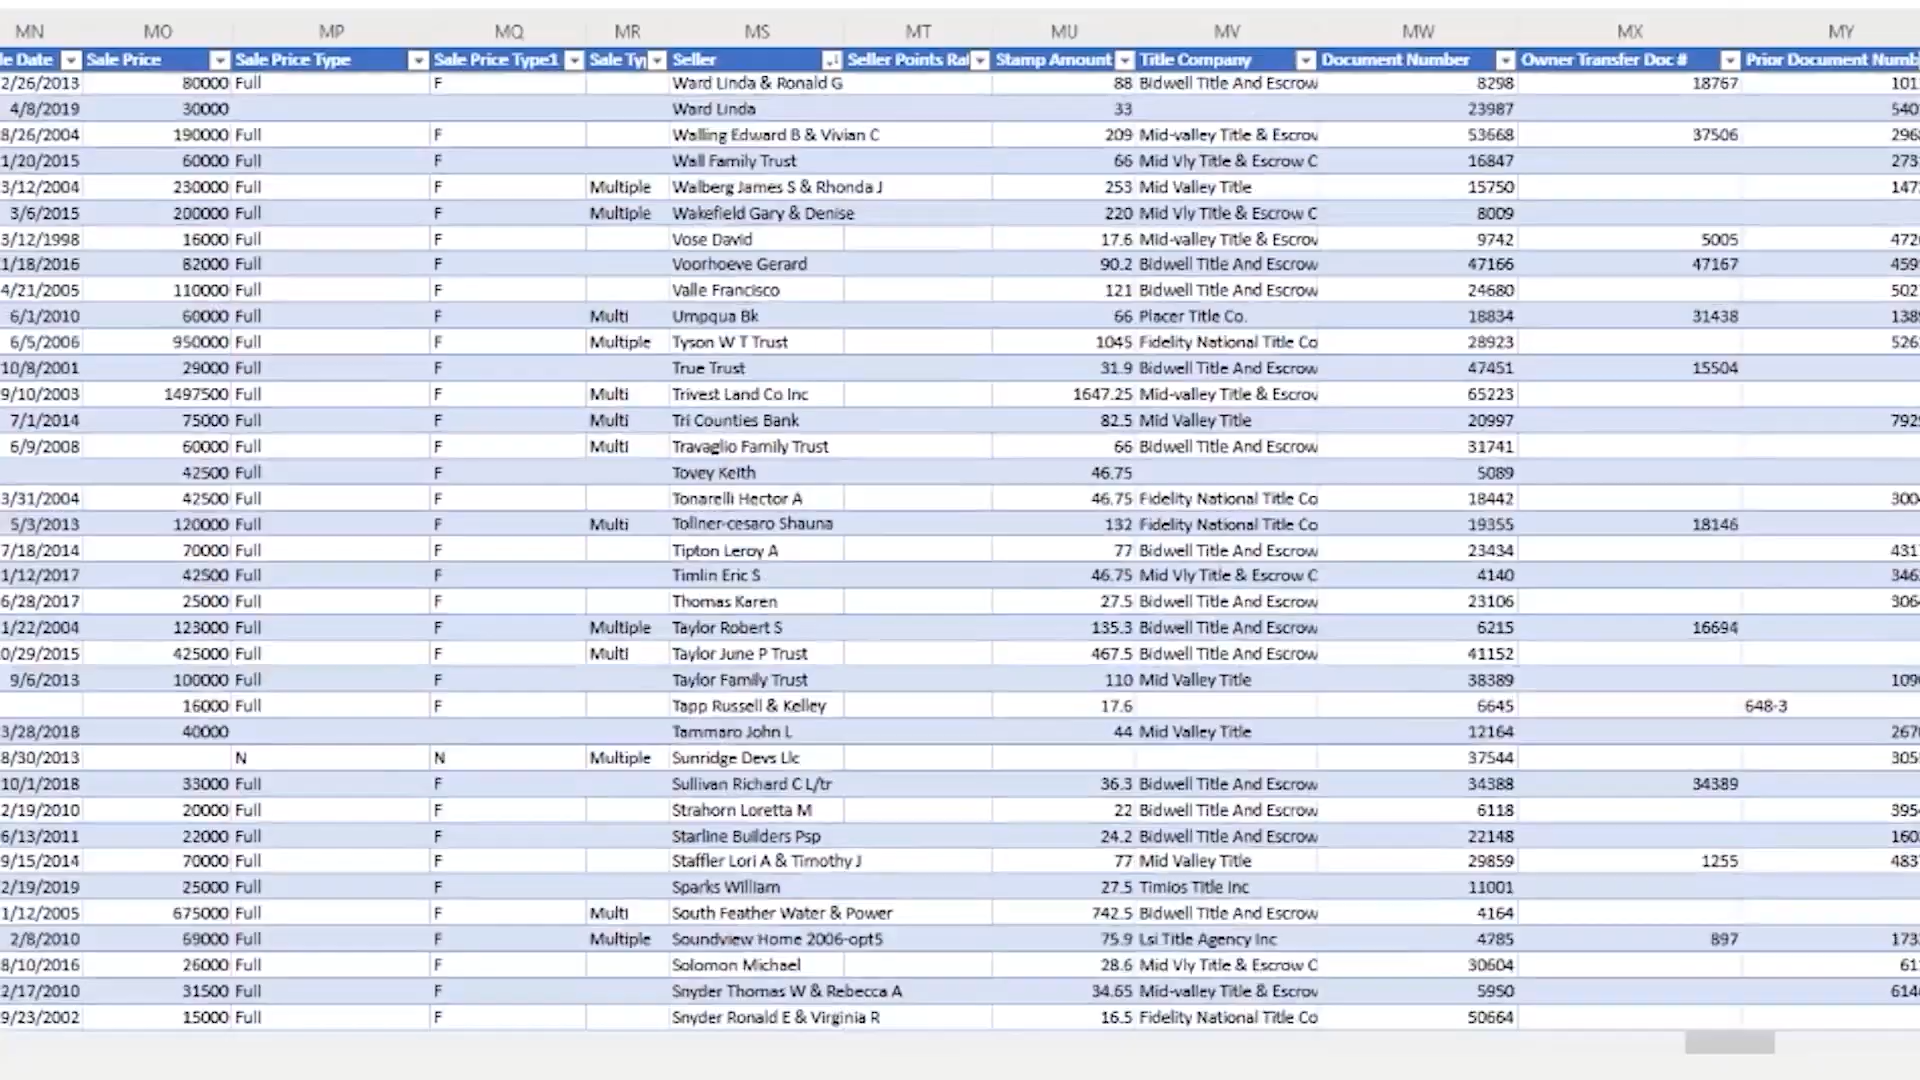 MN MO MP MQ MR MS MT MU MV MW MX MY
le Date Sale Price Sale Price Type Sale Price Type1 Sale Ty Seller Seller Points Rat Stamp Amount Title Company Document Number Owner Transfer Doc # Prior Document Numb
2/26/2013 80000 Full F Ward Linda & Ronald G 88 Bidwell Title And Escrow 8298 18767 101
4/8/2019 30000 Ward Linda 33 23987 540
8/26/2004 190000 Full F Walling Edward B & Vivian C 209 Mid-valley Title & Escrov 53668 37506 296
1/20/2015 60000 Full F Wall Family Trust 66 Mid Vly Title & Escrow C 16847 273
3/12/2004 230000 Full F Multiple Walberg James S & Rhonda J 253 Mid Valley Title 15750 147
3/6/2015 200000 Full F Multiple Wakefield Gary & Denise 220 Mid Vly Title & Escrow C 8009
3/12/1998 16000 Full F Vose David 17.6 Mid-valley Title & Escrov 9742 5005 472
1/18/2016 82000 Full F Voorhoeve Gerard 90.2 Bidwell Title And Escrow 47166 47167 459
4/21/2005 110000 Full F Valle Francisco 121 Bidwell Title And Escrow 24680 502
6/1/2010 60000 Full F Multi Umpqua Bk 66 Placer Title Co. 18834 31438 138
6/5/2006 950000 Full F Multiple Tyson W T Trust 1045 Fidelity National Title Co 28923 526
10/8/2001 29000 Full F True Trust 31.9 Bidwell Title And Escrow 47451 15504
9/10/2003 1497500 Full F Multi Trivest Land Co Inc 1647.25 Mid-valley Title & Escrov 65223
7/1/2014 75000 Full F Multi Tri Counties Bank 82.5 Mid Valley Title 20997 792
6/9/2008 60000 Full F Multi Travaglio Family Trust 66 Bidwell Title And Escrow 31741
42500 Full F Tovey Keith 46.75 5089
3/31/2004 42500 Full F Tonarelli Hector A 46.75 Fidelity National Title Co 18442 300
5/3/2013 120000 Full F Multi Tollner-cesaro Shauna 132 Fidelity National Title Co 19355 18146
7/18/2014 70000 Full F Tipton Leroy A 77 Bidwell Title And Escrow 23434 431
1/12/2017 42500 Full F Timlin Eric S 46.75 Mid Vly Title & Escrow C 4140 346
6/28/2017 25000 Full F Thomas Karen 27.5 Bidwell Title And Escrow 23106 306
1/22/2004 123000 Full F Multiple Taylor Robert S 135.3 Bidwell Title And Escrow 6215 16694
0/29/2015 425000 Full F Multi Taylor June P Trust 467.5 Bidwell Title And Escrow 41152
9/6/2013 100000 Full F Taylor Family Trust 110 Mid Valley Title 38389 109
16000 Full F Tapp Russell & Kelley 17.6 6645 648-3
3/28/2018 40000 Tammaro John L 44 Mid Valley Title 12164 267
8/30/2013 N N Multiple Sunridge Devs Llc 37544 305
10/1/2018 33000 Full F Sullivan Richard C L/tr 36.3 Bidwell Title And Escrow 34388 34389
2/19/2010 20000 Full F Strahorn Loretta M 22 Bidwell Title And Escrow 6118 395
6/13/2011 22000 Full F Starline Builders Psp 24.2 Bidwell Title And Escrow 22148 160
9/15/2014 70000 Full F Staffler Lori A & Timothy J 77 Mid Valley Title 29859 1255 483
2/19/2019 25000 Full F Sparks William 27.5 Timios Title Inc 11001
1/12/2005 675000 Full F Multi South Feather Water & Power 742.5 Bidwell Title And Escrow 4164
2/8/2010 69000 Full F Multiple Soundview Home 2006-opt5 75.9 Lsi Title Agency Inc 4785 897 173
8/10/2016 26000 Full F Solomon Michael 28.6 Mid Vly Title & Escrow C 30604 61
2/17/2010 31500 Full F Snyder Thomas W & Rebecca A 34.65 Mid-valley Title & Escrov 5950 614
9/23/2002 15000 Full F Snyder Ronald E & Virginia R 16.5 Fidelity National Title Co 50664